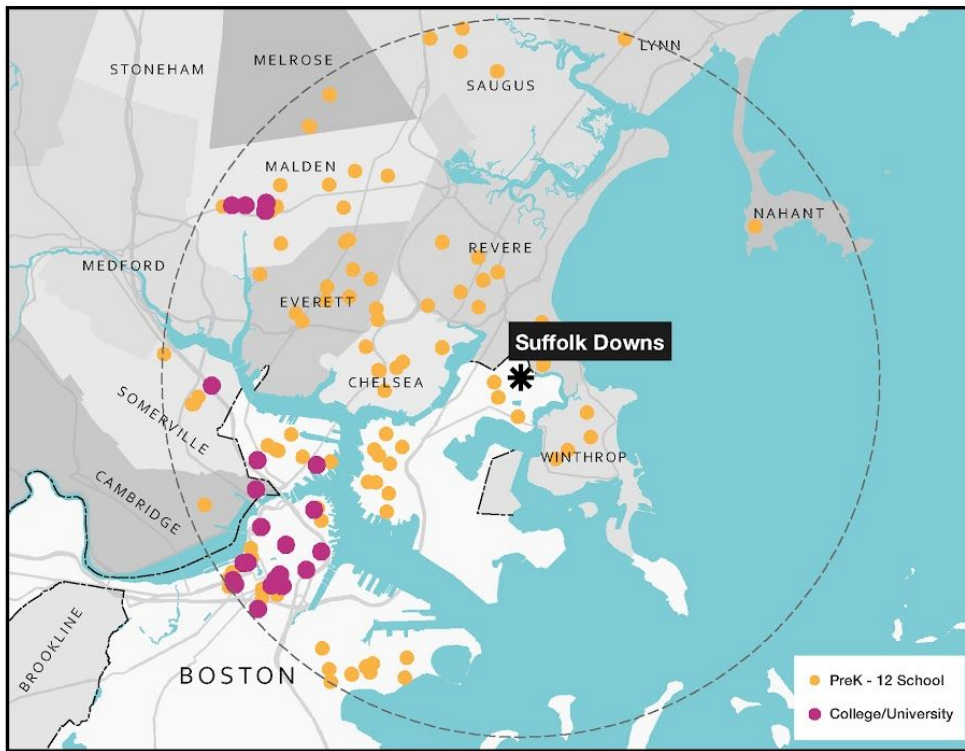 LYNN
MELROSE
STONEHAM
SAUGUS
MALDEN
NAHANT
REVERE
MEDFORD
EVERETT
Suffolk Downs
CHELSEA
SOMERVILLE
WINTHROP
CAMBRIDGE
BROOKLINE
BOSTON
PreK - 12 School
College/University